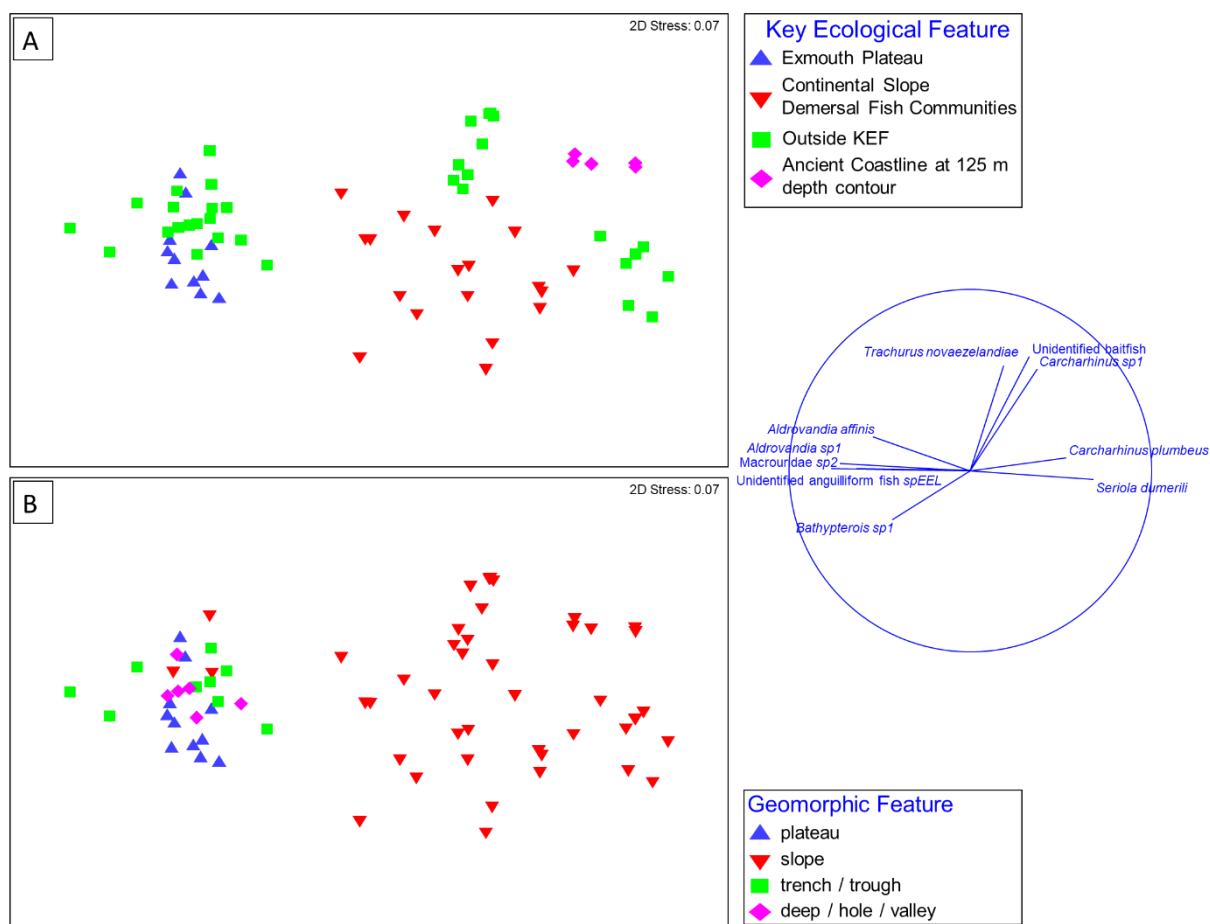 A
2D Stress: 0.07
Key Ecological Feature
Exmouth Plateau
Continental Slope
Demersal Fish Communities
Outside KEF
Ancient Coastline at 125 m
depth contour
Trachurus novaezelandiae
Unidentified baitfish
Carcharhinus sp1
Aldrovandia affinis
Aldrovandia sp1
Carcharhinus plumbeus
Macrouridae sp2
Unidentified anguilliform fish spEEL
Seriola dumerili
Bathypterois sp1
B
2D Stress: 0.07
Geomorphic Feature
plateau
slope
trench / trough
deep / hole / valley